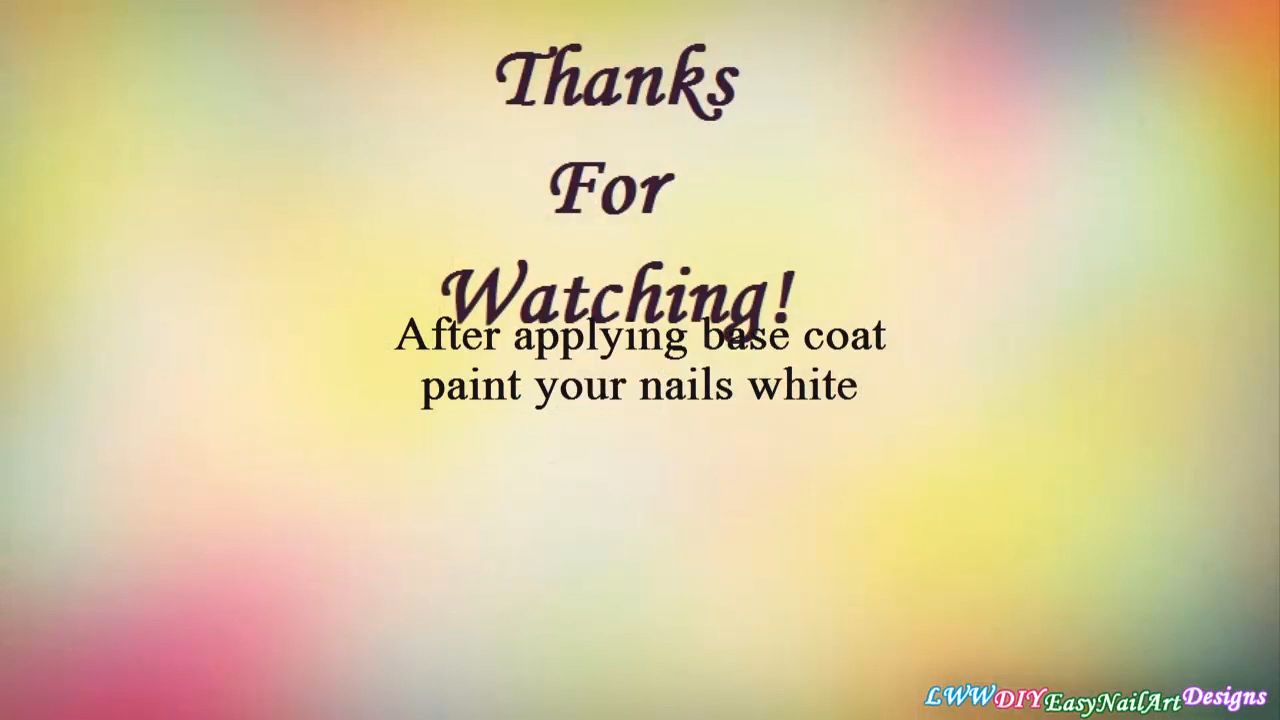 Thanks
For
Watching!
After applying base coat
paint your nails white
LWWDIYEasyNailArtDesigns